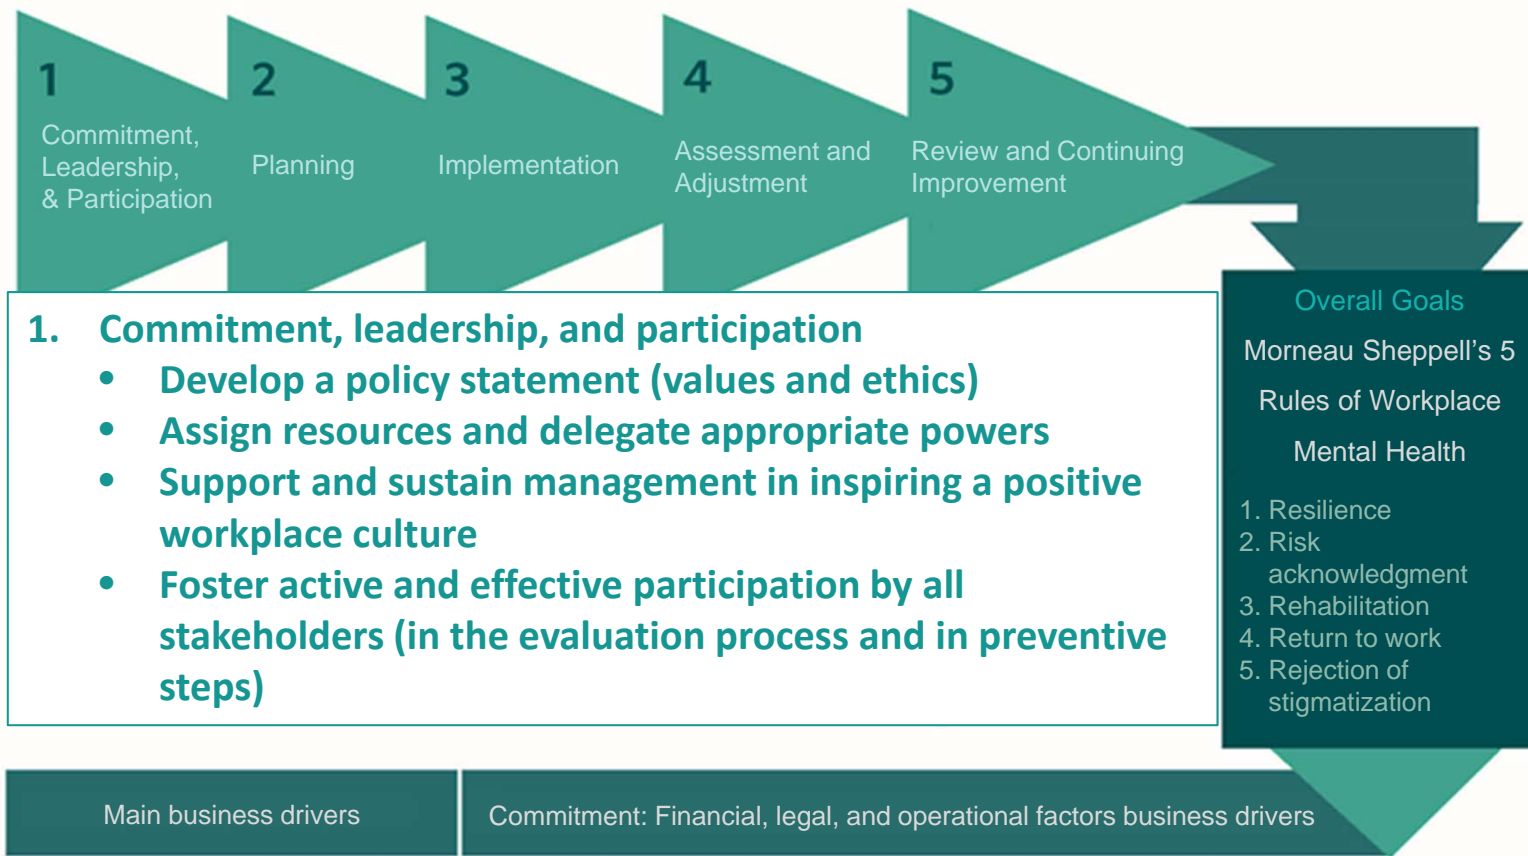 1
Commitment,
Leadership,
& Participation
2
Planning
3
Implementation
4
Assessment and
Adjustment
5
Review and Continuing
Improvement
1. Commitment, leadership, and participation
• Develop a policy statement (values and ethics)
• Assign resources and delegate appropriate powers
• Support and sustain management in inspiring a positive
workplace culture
• Foster active and effective participation by all
stakeholders (in the evaluation process and in preventive
steps)
Overall Goals
Morneau Sheppell’s 5
Rules of Workplace
Mental Health
1. Resilience
2. Risk
acknowledgment
3. Rehabilitation
4. Return to work
5. Rejection of
stigmatization
Main business drivers
Commitment: Financial, legal, and operational factors business drivers